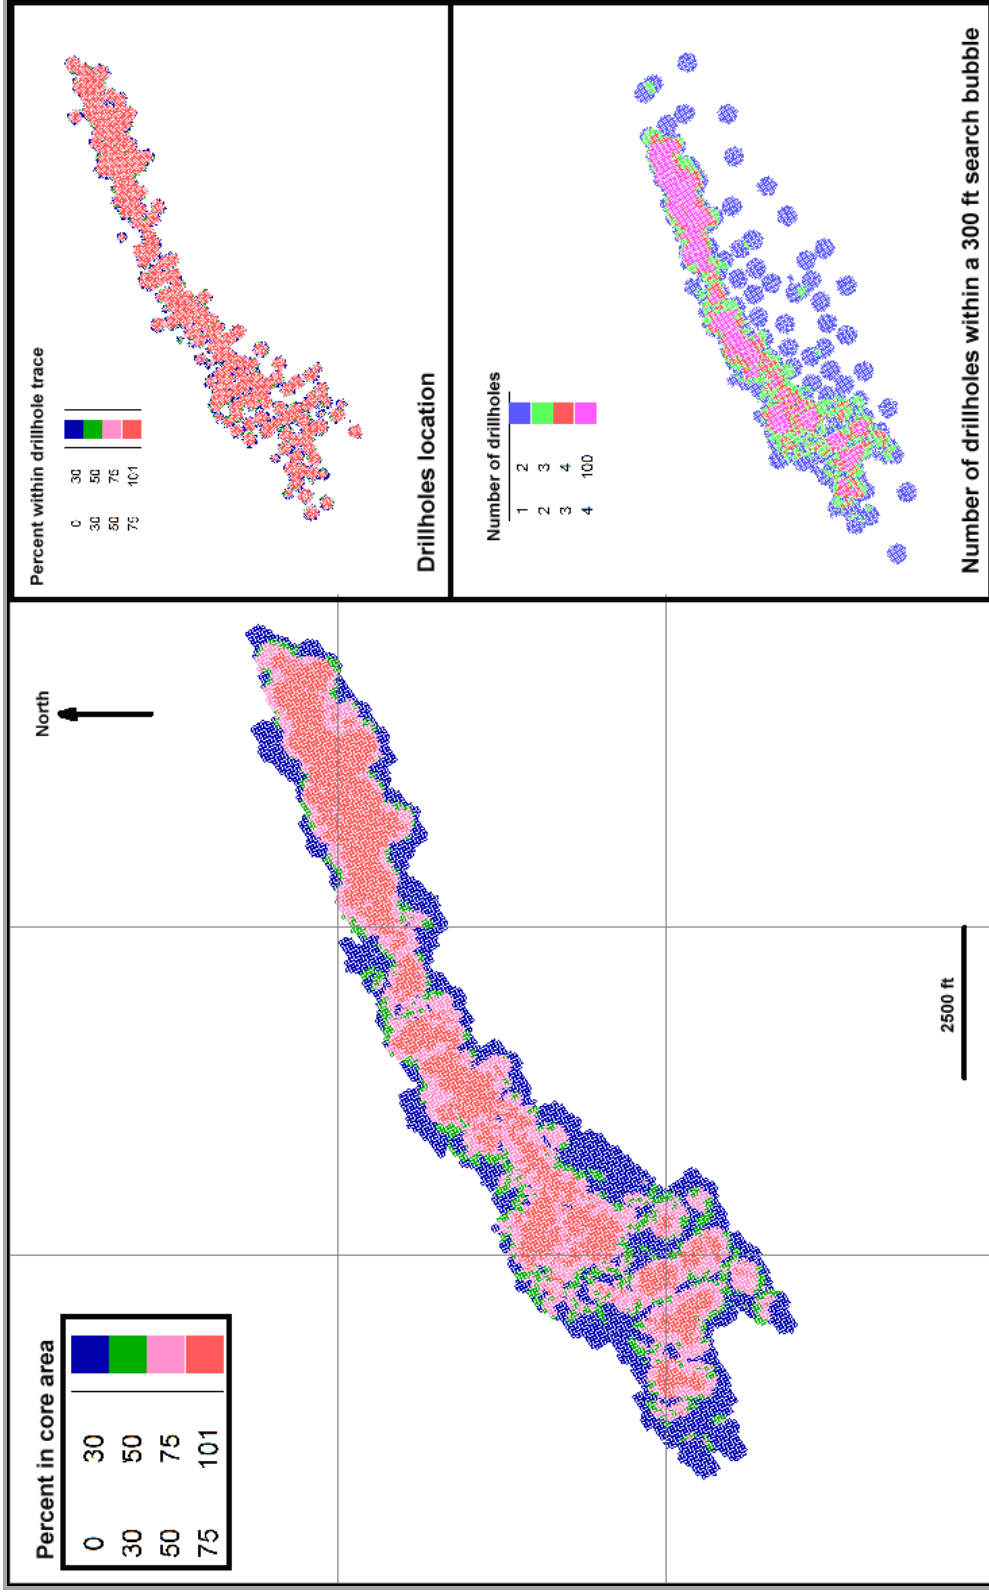 Percent in core area
0 30
30 50
50 75
75 101
North
2500 ft
Percent within drillhole trace
0 30
30 50
50 75
75 101
Drillholes location
Number of drillholes
1 2
2 3
3 4
4 100
Number of drillholes within a 300 ft search bubble